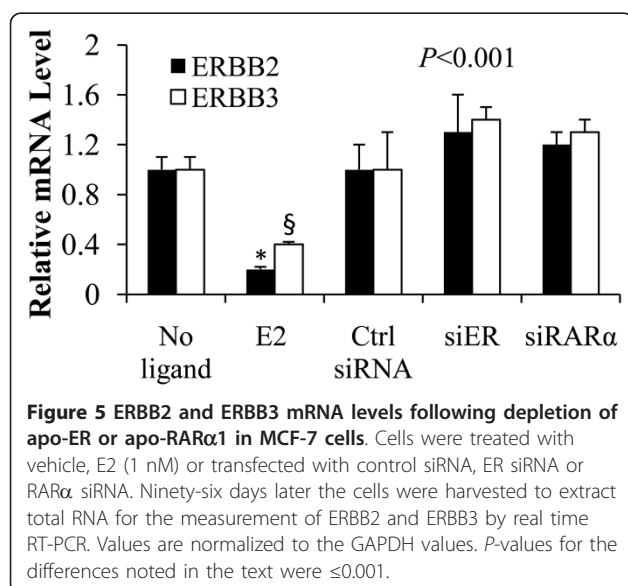 2
ERBB2
P<0.001
1.6
ERBB3
1.2
0.8
§
0.4
*
0
Relative mRNA Level
No ligand
E2
Ctrl siRNA
siER
siRARα
Figure 5 ERBB2 and ERBB3 mRNA levels following depletion of
apo-ER or apo-RARα1 in MCF-7 cells. Cells were treated with
vehicle, E2 (1 nM) or transfected with control siRNA, ER siRNA or
RARα siRNA. Ninety-six days later the cells were harvested to extract
total RNA for the measurement of ERBB2 and ERBB3 by real time
RT-PCR. Values are normalized to the GAPDH values. P-values for the
differences noted in the text were ≤0.001.